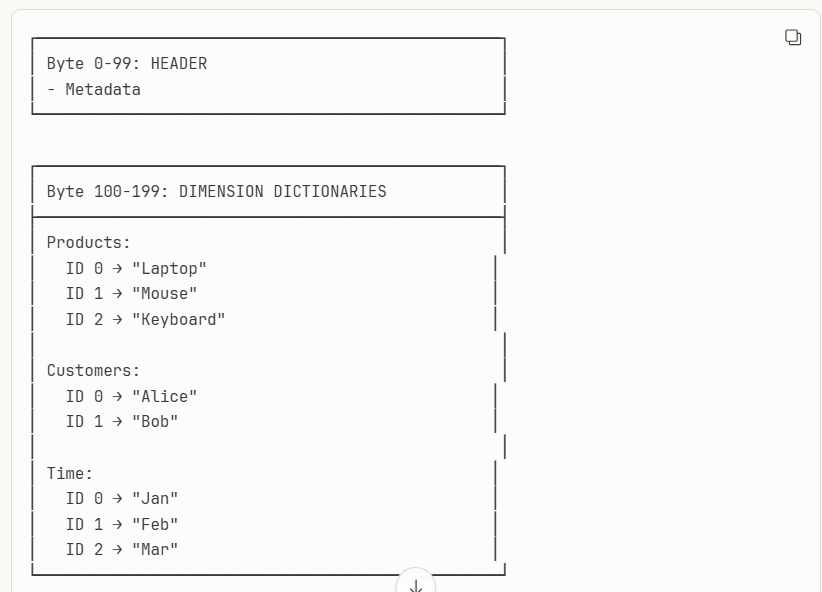 Byte 0-99: HEADER
- Metadata
Byte 100-199: DIMENSION DICTIONARIES
Products:
ID 0 → "Laptop"
ID 1 → "Mouse"
ID 2 → "Keyboard"
Customers:
ID 0 → "Alice"
ID 1 → "Bob"
Time:
ID 0 → "Jan"
ID 1 → "Feb"
ID 2 → "Mar"